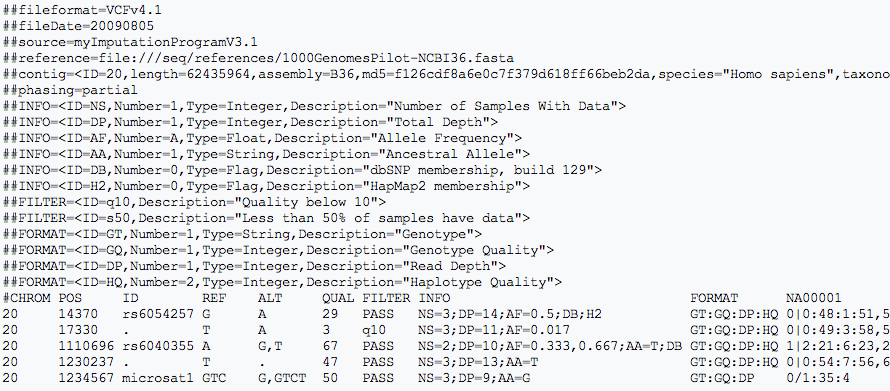 ##fileformat=VCFv4.1
##fileDate=20090805
##source=myImputationProgramV3.1
##reference=file:///seq/references/1000GenomesPilot-NCBI36.fasta
##contig=<ID=20,length=62435964,assembly=B36,md5=f126cdf8a6e0c7f379d618ff66beb2da,species="Homo sapiens",taxono
##phasing=partial
##INFO=<ID=NS,Number=1,Type=Integer,Description="Number of Samples With Data">
##INFO=<ID=DP,Number=1,Type=Integer,Description="Total Depth">
##INFO=<ID=AF,Number=A,Type=Float,Description="Allele Frequency">
##INFO=<ID=AA,Number=1,Type=String,Description="Ancestral Allele">
##INFO=<ID=DB,Number=0,Type=Flag,Description="dbSNP membership, build 129">
##INFO=<ID=H2,Number=0,Type=Flag,Description="HapMap2 membership">
##FILTER=<ID=q10,Description="Quality below 10">
##FILTER=<ID=s50,Description="Less than 50% of samples have data">
##FORMAT=<ID=GT,Number=1,Type=String,Description="Genotype">
##FORMAT=<ID=GQ,Number=1,Type=Integer,Description="Genotype Quality">
##FORMAT=<ID=DP,Number=1,Type=Integer,Description="Read Depth">
##FORMAT=<ID=HQ,Number=2,Type=Integer,Description="Haplotype Quality">
#CHROM POS ID REF ALT QUAL FILTER INFO FORMAT NA00001
20 14370 rs6054257 G A 29 PASS NS=3;DP=14;AF=0.5;DB;H2 GT:GQ:DP:HQ 0|0:48:1:51,5
20 17330 . T A 3 q10 NS=3;DP=11;AF=0.017 GT:GQ:DP:HQ 0|0:49:3:58,5
20 1110696 rs6040355 A G,T 67 PASS NS=2;DP=10;AF=0.333,0.667;AA=T;DB GT:GQ:DP:HQ 1|2:21:6:23,2
20 1230237 . T . 47 PASS NS=3;DP=13;AA=T GT:GQ:DP:HQ 0|0:54:7:56,6
20 1234567 microsat1 GTC G,GTCT 50 PASS NS=3;DP=9;AA=G GT:GQ:DP 0/1:35:4